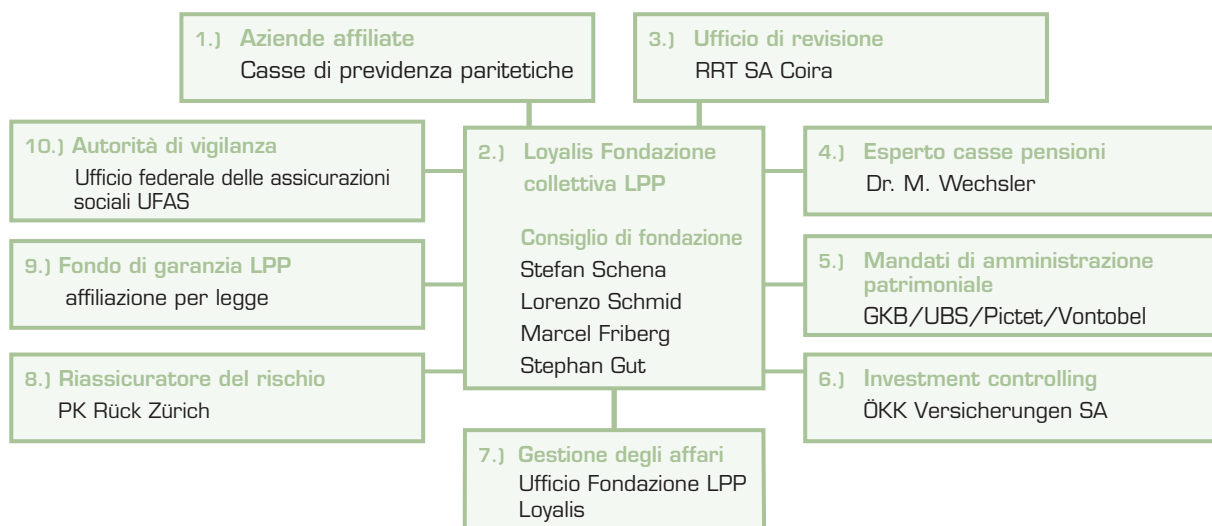 1.) Aziende affiliate
Casse di previdenza paritetiche
3.) Ufficio di revisione
RRT SA Coira
10.) Autorità di vigilanza
Ufficio federale delle assicurazioni
sociali UFAS
2.) Loyalis Fondazione
collettiva LPP
Consiglio di fondazione
Stefan Schena
Lorenzo Schmid
Marcel Friberg
Stephan Gut
4.) Esperto casse pensioni
Dr. M. Wechsler
9.) Fondo di garanzia LPP
affiliazione per legge
5.) Mandati di amministrazione
patrimoniale
GKB/UBS/Pictet/Vontobel
8.) Riassicuratore del rischio
PK Rück Zürich
6.) Investment controlling
ÖKK Versicherungen SA
7.) Gestione degli affari
Ufficio Fondazione LPP
Loyalis